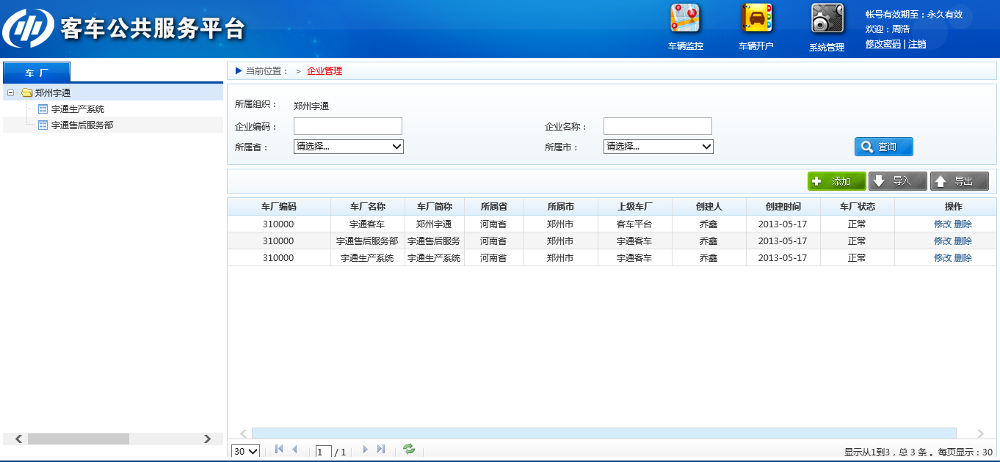 客车公共服务平台
车辆监控 车辆开户 系统管理
帐号有效期至：永久有效
欢迎：周浩
修改密码 | 注销
车 厂
郑州宇通
宇通生产系统
宇通售后服务部
当前位置： > 企业管理
所属组织： 郑州宇通
企业编码： 企业名称：
所属省： 请选择... 所属市： 请选择... 查询
添加 导入 导出
车厂编码 车厂名称 车厂简称 所属省 所属市 上级车厂 创建人 创建时间 车厂状态 操作
310000 宇通客车 郑州宇通 河南省 郑州市 客车平台 乔鑫 2013-05-17 正常 修改 删除
310000 宇通售后服务部 宇通售后服务 河南省 郑州市 宇通客车 乔鑫 2013-05-17 正常 修改 删除
310000 宇通生产系统 宇通生产系统 河南省 郑州市 宇通客车 乔鑫 2013-05-17 正常 修改 删除
30 1 / 1 显示从1到3，总 3 条 。每页显示：30